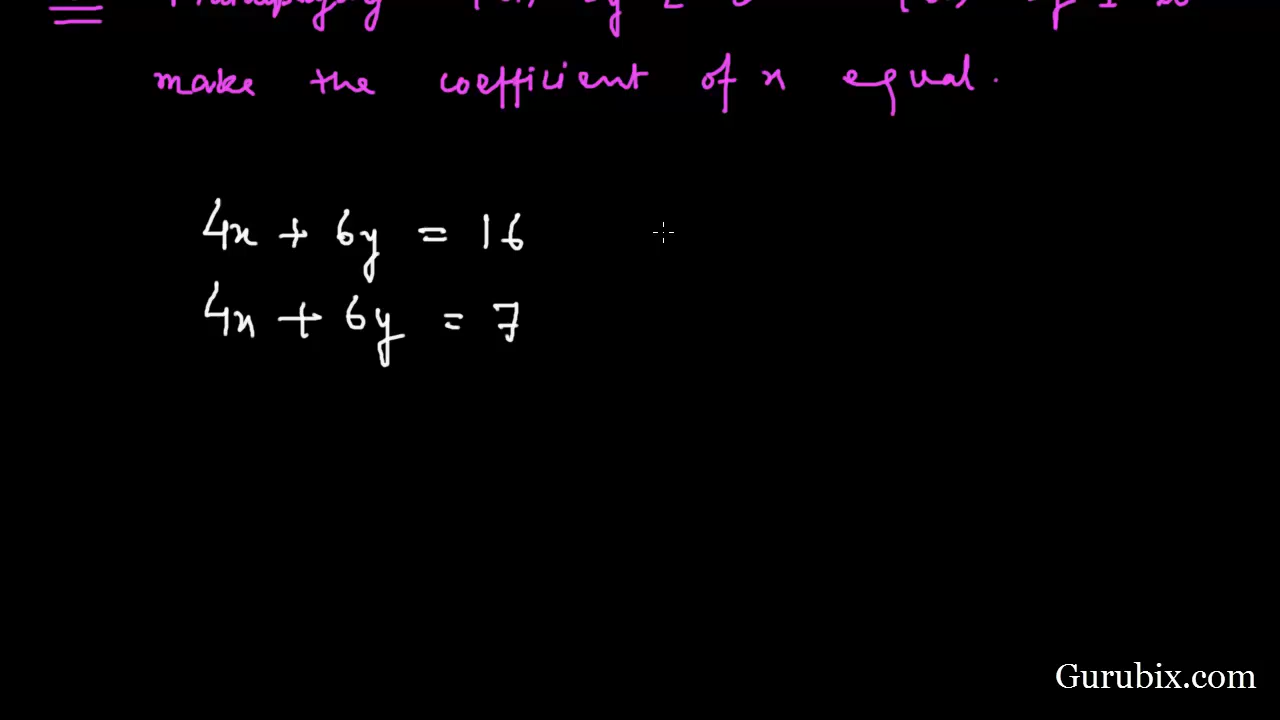 make the coefficient of x equal.
4x + 6y = 16
4x + 6y = 7
Gurubix.com